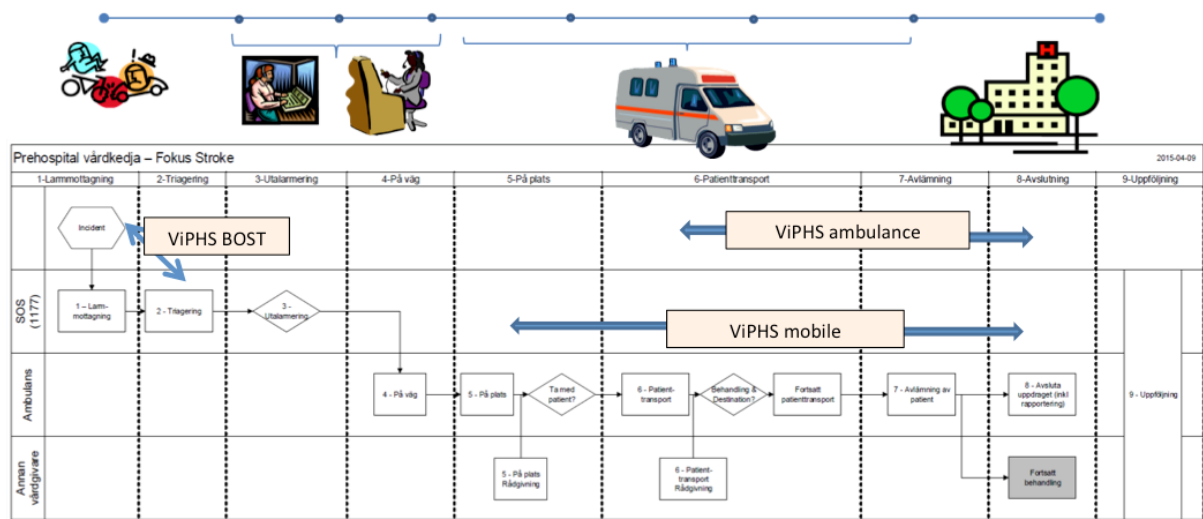 H
Prehospital vårdkedja – Fokus Stroke
2015-04-09
1-Larmmottagning
2-Triagering
3-Utalarmering
4-På väg
5-På plats
6-Patienttransport
7-Avlämning
8-Avslutning
9-Uppföljning
Incident
ViPHS BOST
ViPHS ambulance
SOS
(1177)
1 – Larm-
mottagning
2 - Triagering
3 -
Utalarmering
ViPHS mobile
Ambulans
4 - På väg
5 - På plats
Ta med
patient?
6 - Patient-
transport
Behandling &
Destination?
Fortsatt
patienttransport
7 - Avlämning av
patient
8 - Avsluta
uppdraget (inkl
rapportering)
9 - Uppföljning
Annan
vårdgivare
5 - På plats
Rådgivning
6 - Patient-
transport
Rådgivning
Fortsatt
behandling